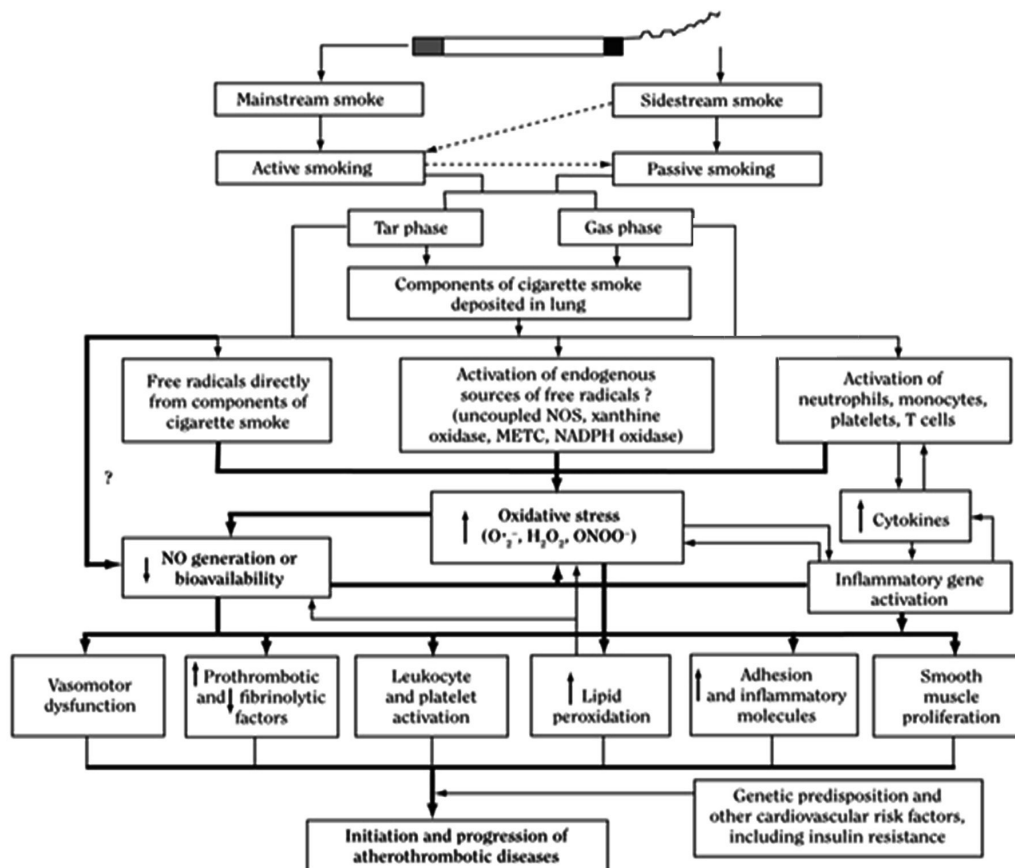 Mainstream smoke
Sidestream smoke
Active smoking
Passive smoking
Tar phase
Gas phase
Components of cigarette smoke
deposited in lung
Free radicals directly
from components of
cigarette smoke
Activation of endogenous
sources of free radicals ?
(uncoupled NOS, xanthine
oxidase, METC, NADPH oxidase)
Activation of
neutrophils, monocytes,
platelets, T cells
?
↑ Oxidative stress
(O•₂⁻, H₂O₂, ONOO⁻)
↑ Cytokines
↓ NO generation or
bioavailability
Inflammatory gene
activation
Vasomotor
dysfunction
↑ Prothrombotic
and ↓ fibrinolytic
factors
Leukocyte
and platelet
activation
↑ Lipid
peroxidation
↑ Adhesion
and inflammatory
molecules
Smooth
muscle
proliferation
Genetic predisposition and
other cardiovascular risk factors,
including insulin resistance
Initiation and progression of
atherothrombotic diseases